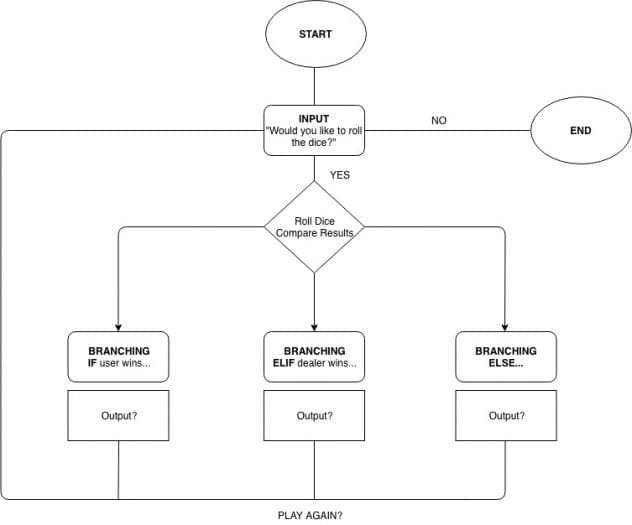 START
INPUT
"Would you like to roll
the dice?"
NO
END
YES
Roll Dice
Compare Results
BRANCHING
IF user wins...
BRANCHING
ELIF dealer wins...
BRANCHING
ELSE...
Output?
Output?
Output?
PLAY AGAIN?